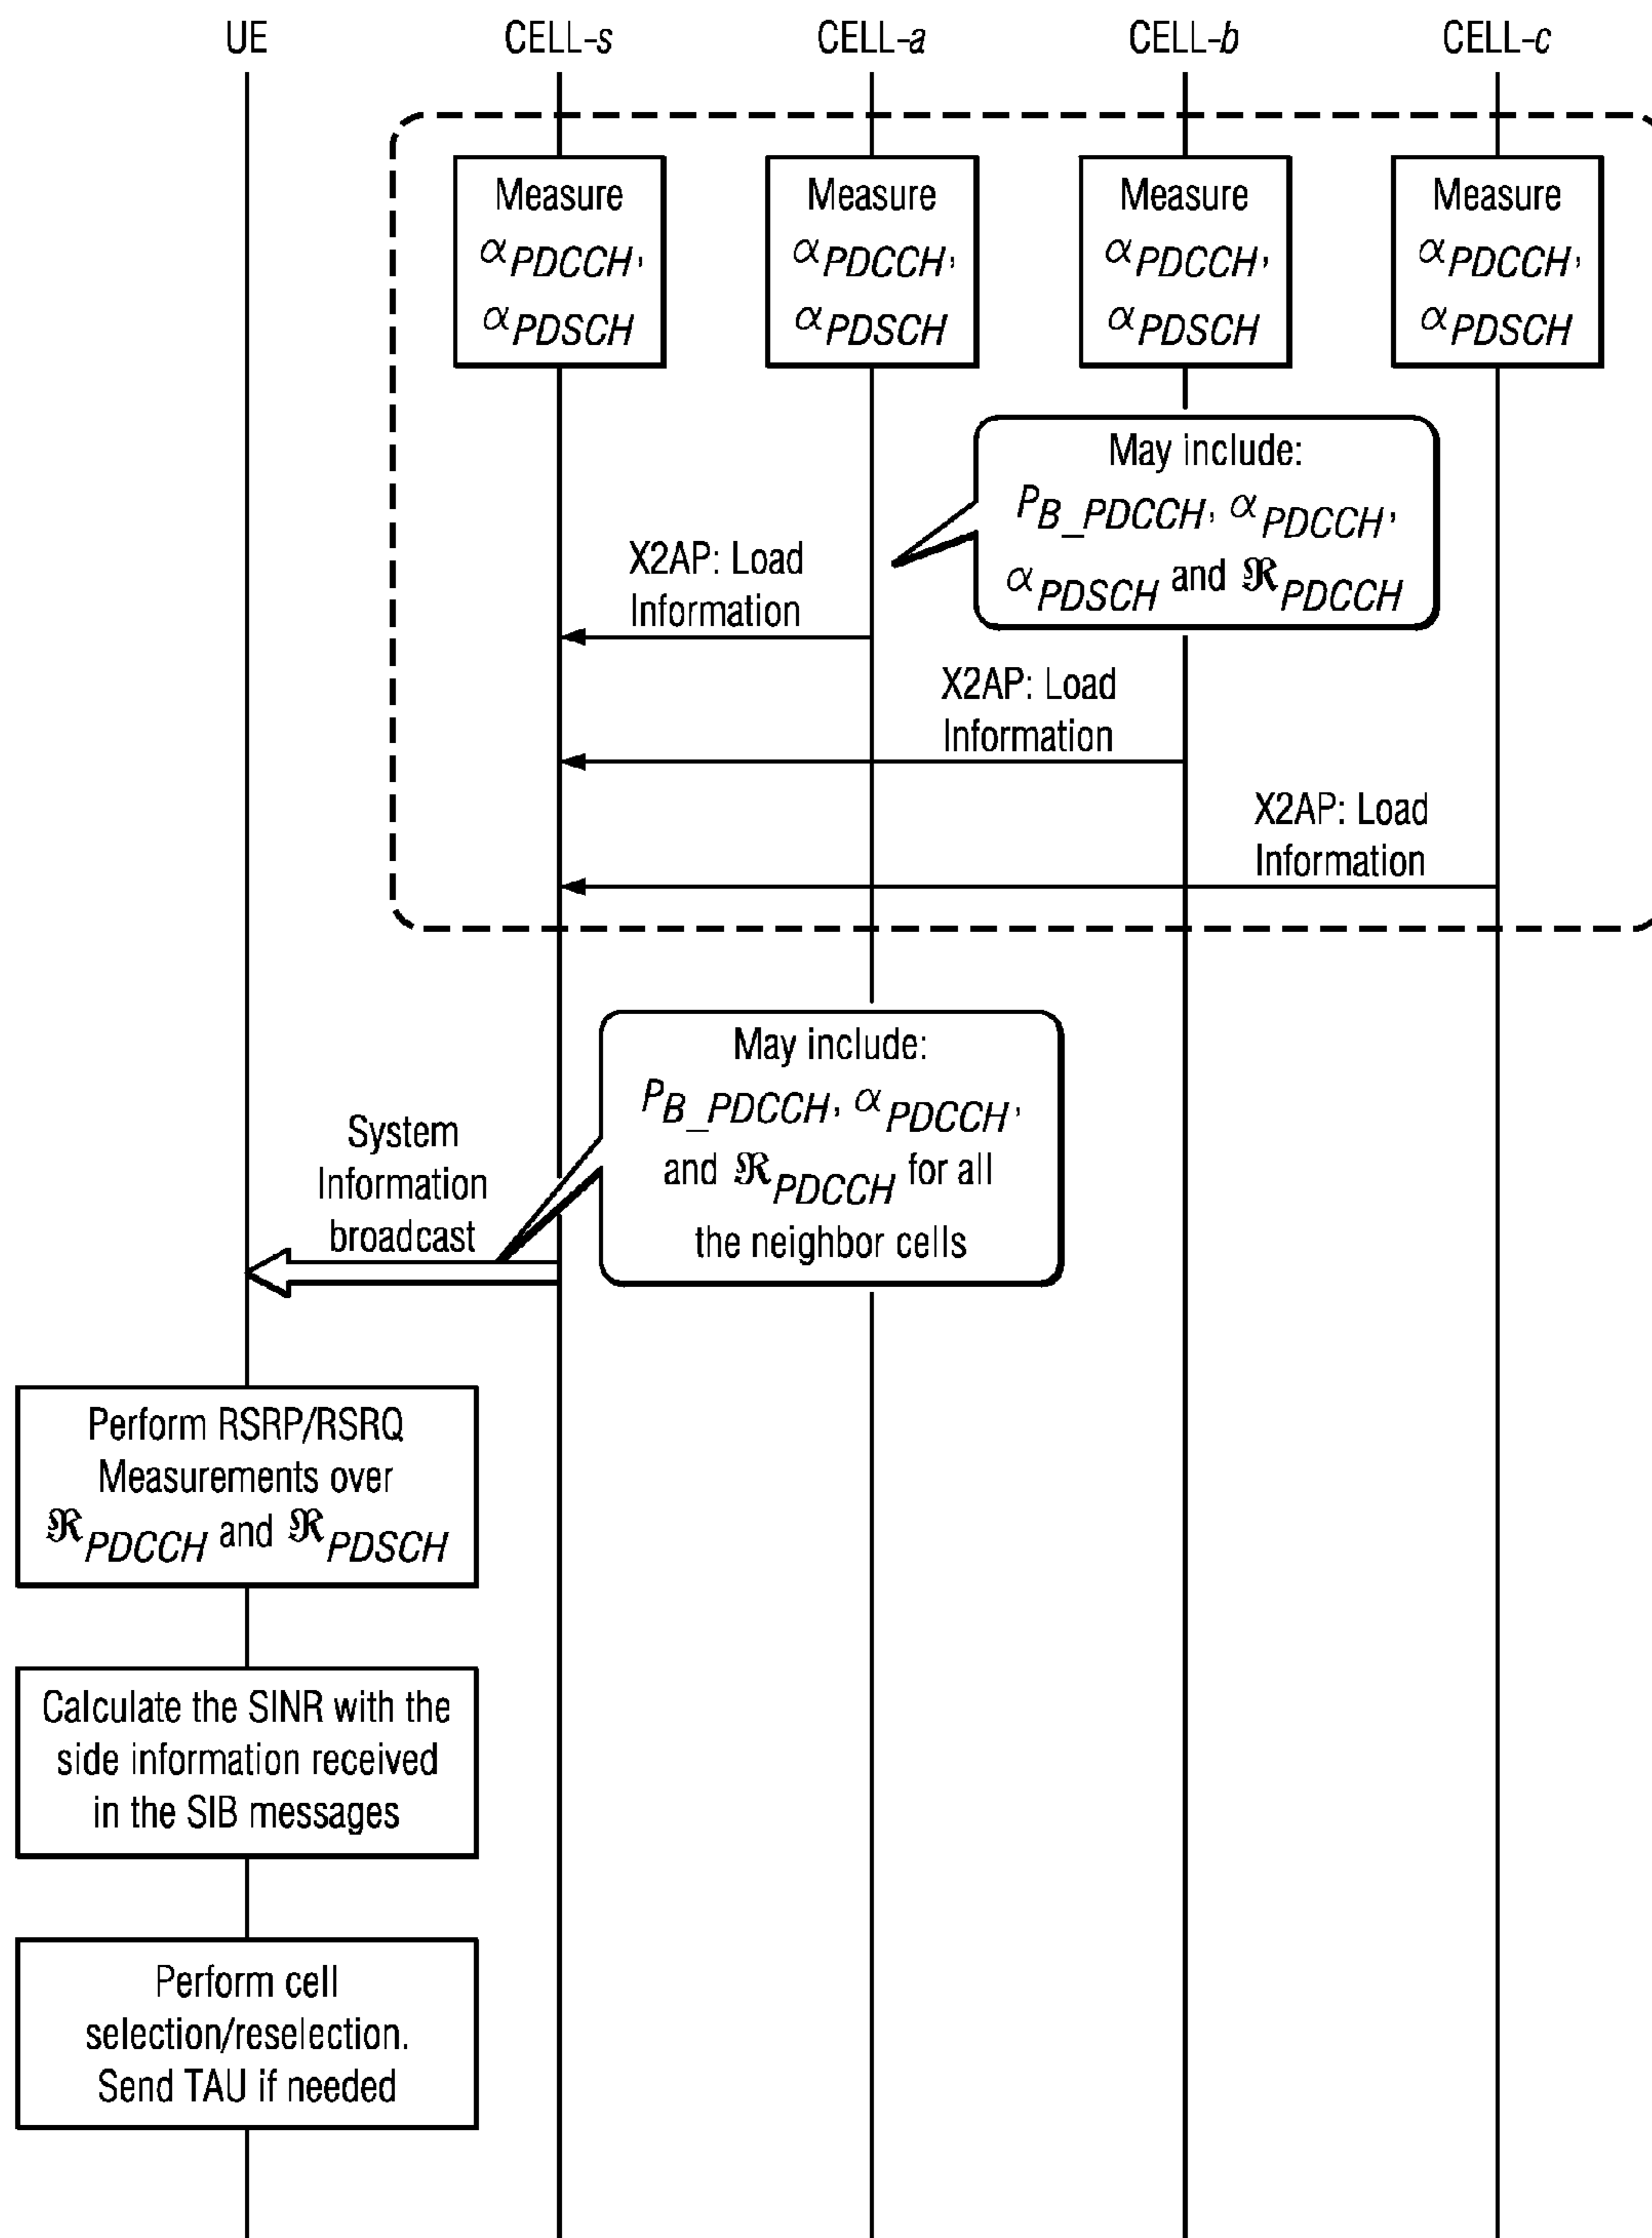 UE
CELL-s
CELL-a
CELL-b
CELL-c
Measure
αPDCCH,
αPDSCH
Measure
αPDCCH,
αPDSCH
Measure
αPDCCH,
αPDSCH
Measure
αPDCCH,
αPDSCH
May include:
PB_PDCCH, αPDCCH,
αPDSCH and ℜPDCCH
X2AP: Load
Information
X2AP: Load
Information
X2AP: Load
Information
May include:
PB_PDCCH, αPDCCH,
and ℜPDCCH for all
the neighbor cells
System
Information
broadcast
Perform RSRP/RSRQ
Measurements over
ℜPDCCH and ℜPDSCH
Calculate the SINR with the
side information received
in the SIB messages
Perform cell
selection/reselection.
Send TAU if needed